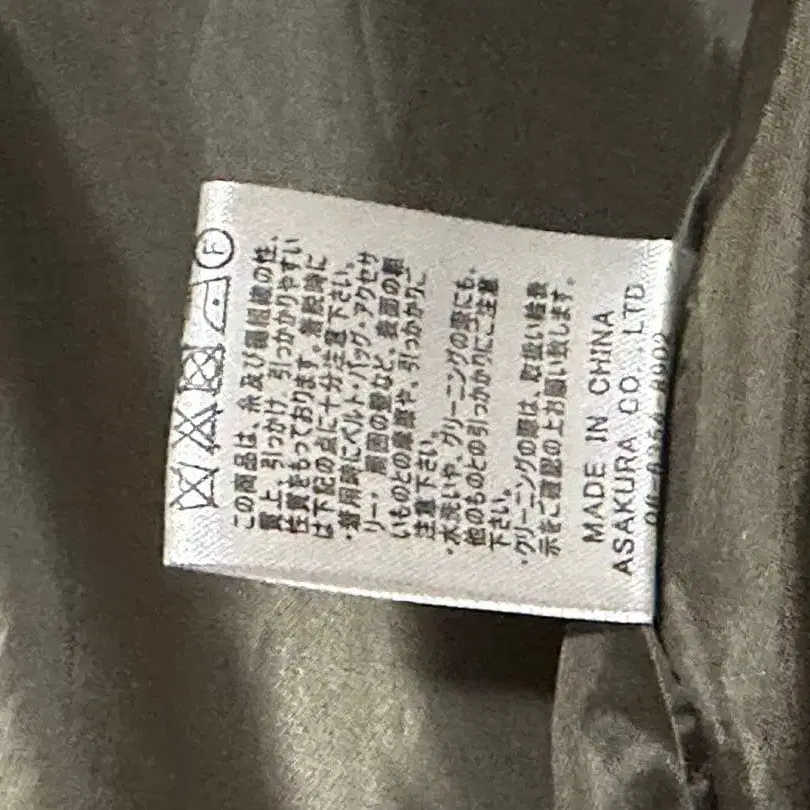 F
この商品は、糸及び編組織の性
質上、引っかけ、引っかかりやすい
性質をもっております。着脱時に
は下記の点に十分注意下さい。
・着用時にベルト・バッグ・アクセサ
リー・周囲の壁など、表面の粗
いものとの摩擦や、引っかかりに
注意下さい。
・水洗いや、クリーニングの際にも、
他のものとの引っかかりにご注意
下さい。
・クリーニングの際は、取扱い絵表
示をご確認の上お願い致します。
MADE IN CHINA
ASAKURA CO.,LTD.